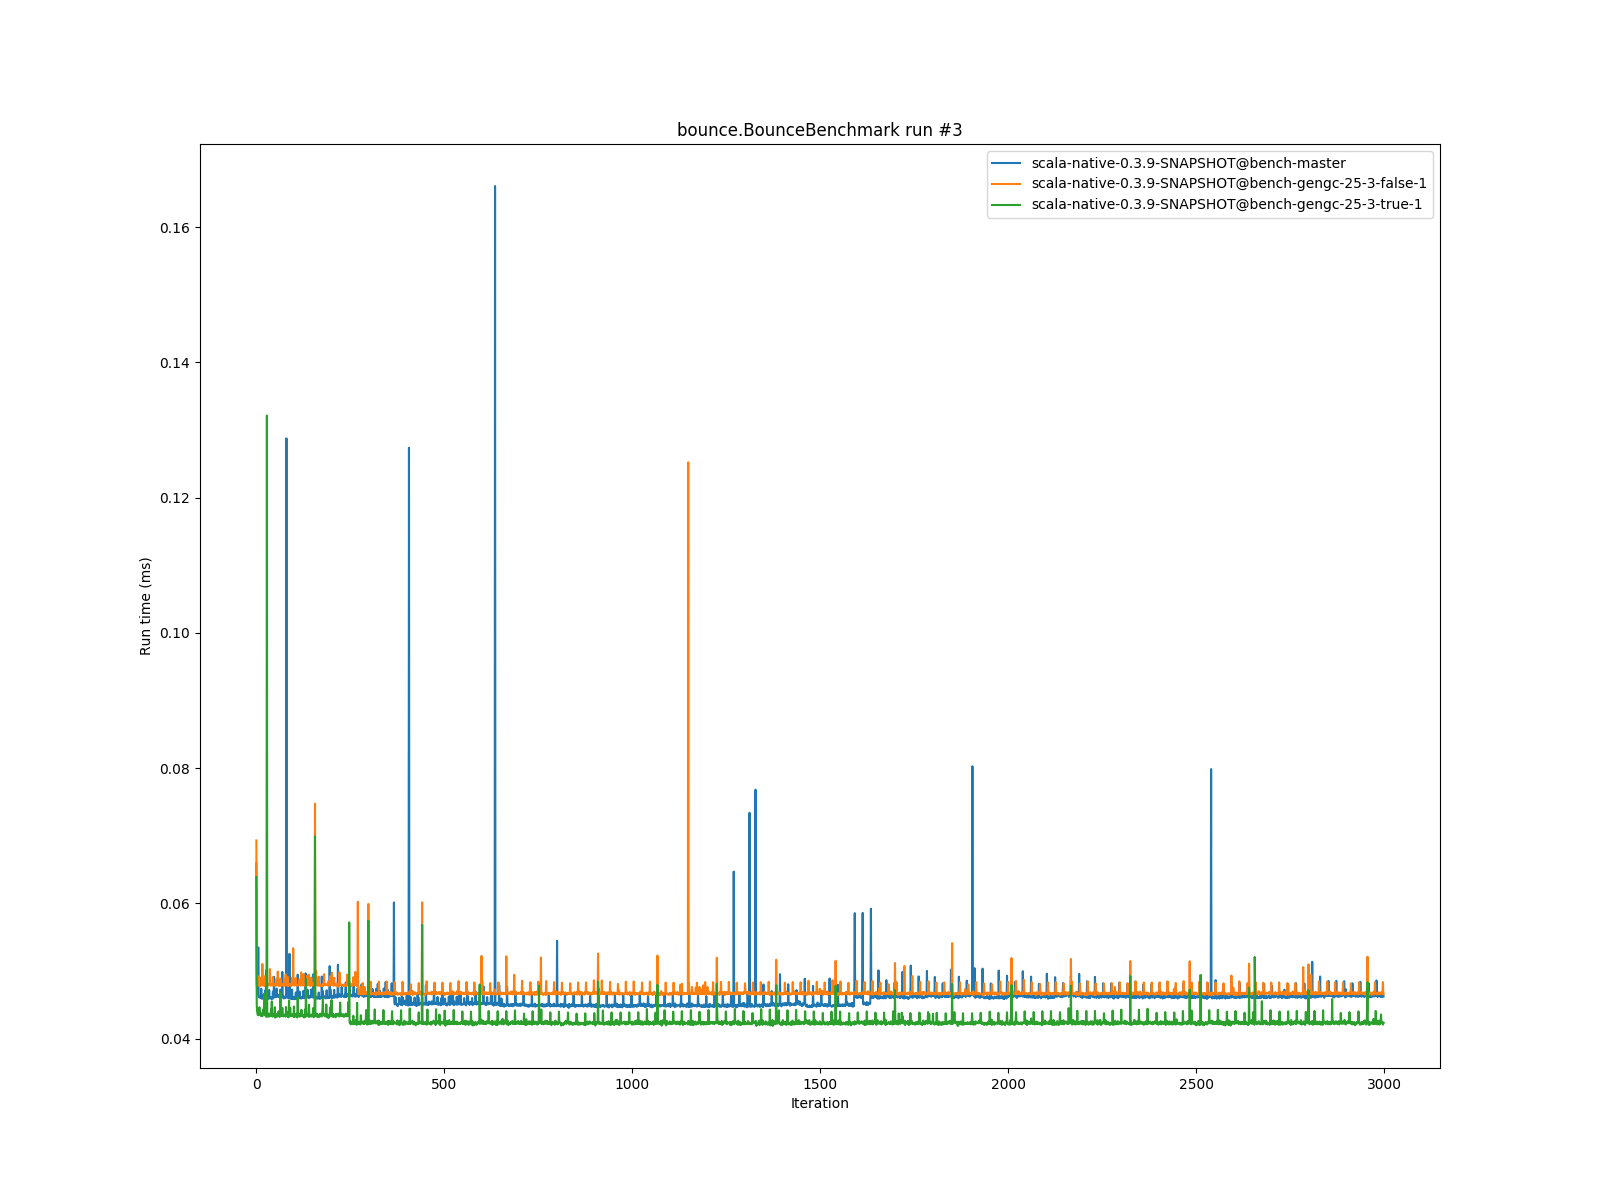 bounce.BounceBenchmark run #3
scala-native-0.3.9-SNAPSHOT@bench-master
scala-native-0.3.9-SNAPSHOT@bench-gengc-25-3-false-1
scala-native-0.3.9-SNAPSHOT@bench-gengc-25-3-true-1
0.16
0.14
0.12
0.10
0.08
0.06
0.04
Run time (ms)
0 500 1000 1500 2000 2500 3000
Iteration